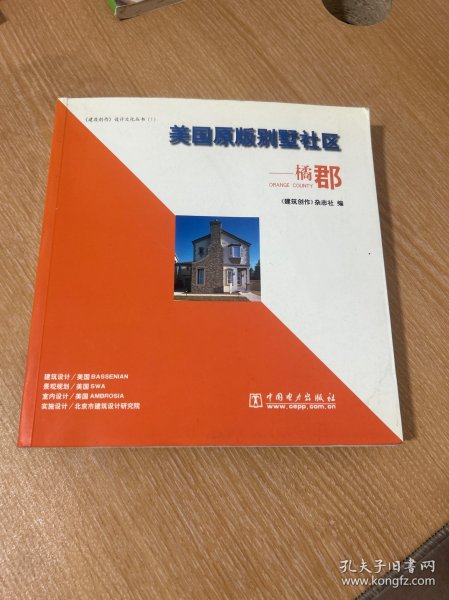 《建筑创作》设计文化丛书(1)
美国原版别墅社区
——橘郡
ORANGE COUNTY
《建筑创作》杂志社 编
建筑设计/美国BASSENIAN
景观规划/美国SWA
室内设计/美国AMBROSIA
实施设计/北京市建筑设计研究院
中国电力出版社
www.cepp.com.cn
孔夫子旧书网
www.kongfz.com